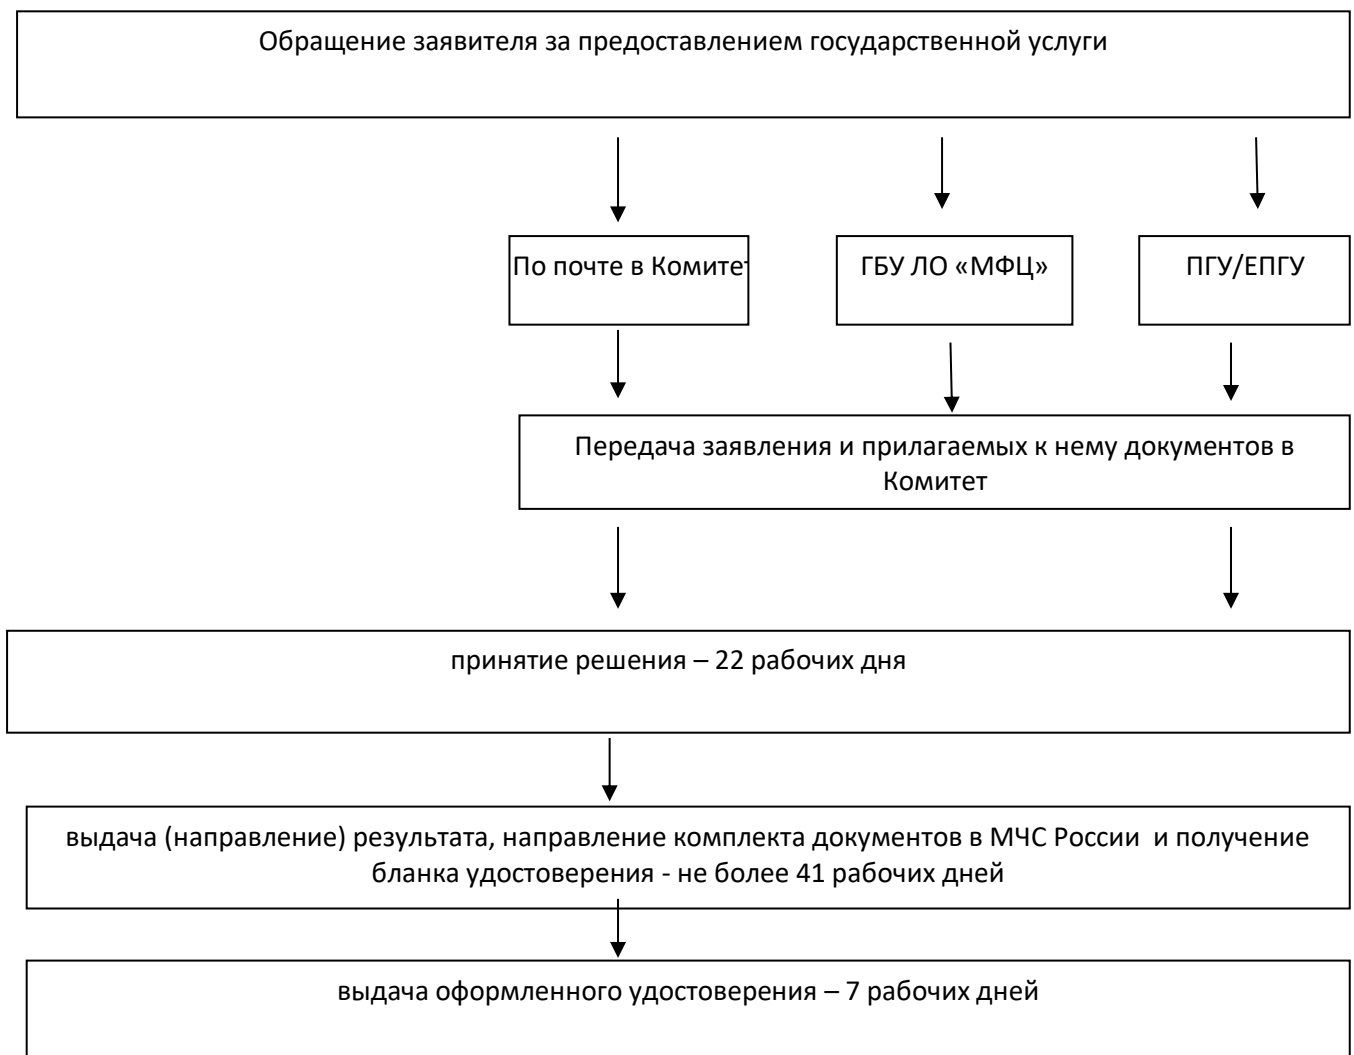 Обращение заявителя за предоставлением государственной услуги
По почте в Комитет
ГБУ ЛО «МФЦ»
ПГУ/ЕПГУ
Передача заявления и прилагаемых к нему документов в
Комитет
принятие решения – 22 рабочих дня
выдача (направление) результата, направление комплекта документов в МЧС России и получение
бланка удостоверения - не более 41 рабочих дней
выдача оформленного удостоверения – 7 рабочих дней